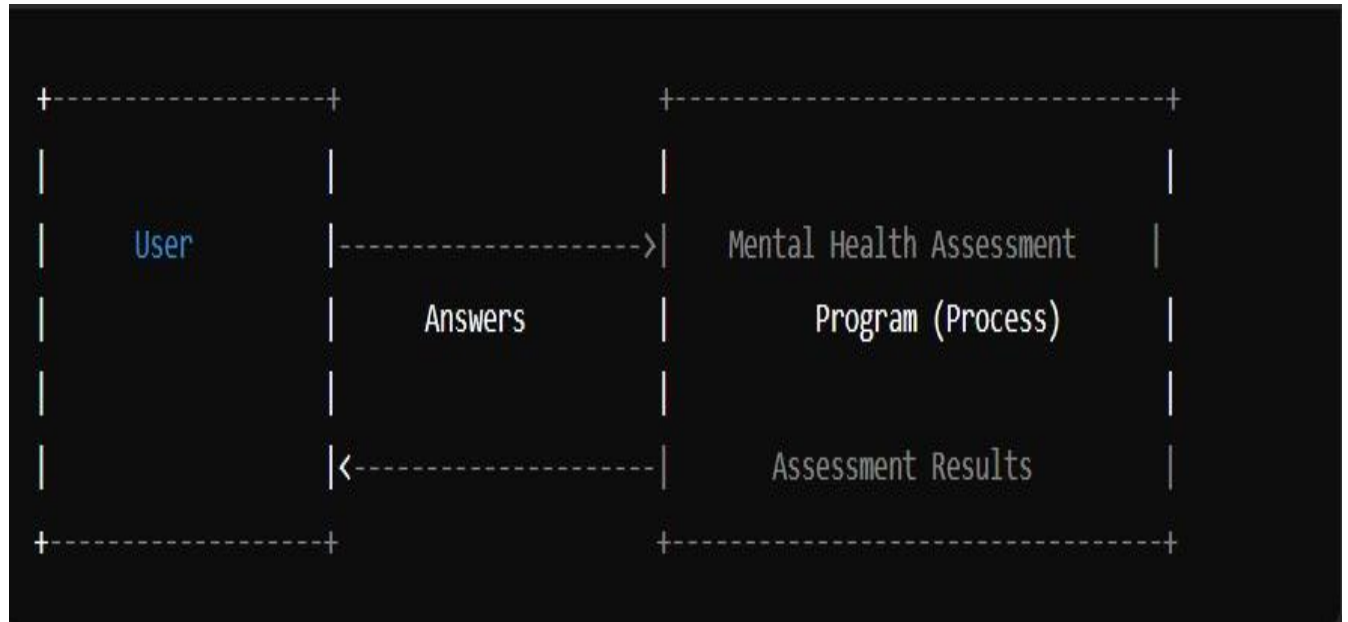 User
Mental Health Assessment
Answers
Program (Process)
Assessment Results